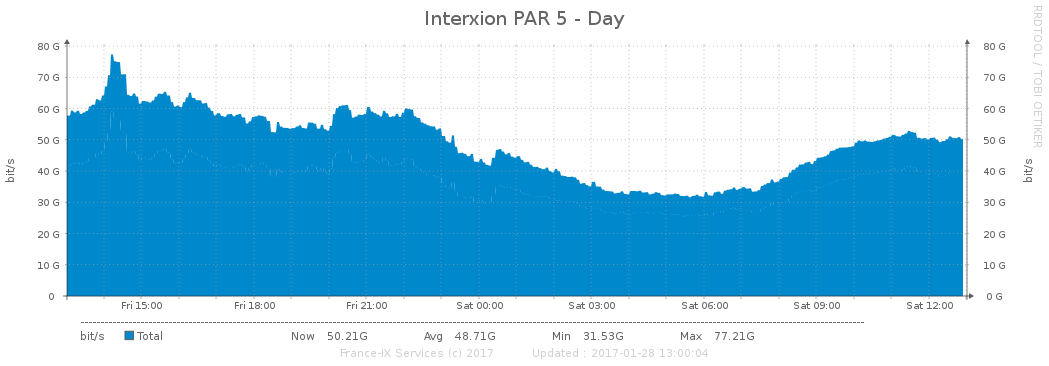 Interxion PAR 5 - Day
RRDTOOL / TOBI OETIKER
bit/s
80 G 80 G
70 G 70 G
60 G 60 G
50 G 50 G
40 G 40 G
30 G 30 G
20 G 20 G
10 G 10 G
0 0 G
bit/s
Fri 15:00 Fri 18:00 Fri 21:00 Sat 00:00 Sat 03:00 Sat 06:00 Sat 09:00 Sat 12:00
bit/s Total Now 50.21G Avg 48.71G Min 31.53G Max 77.21G
France-IX Services (c) 2017 Updated : 2017-01-28 13:00:04